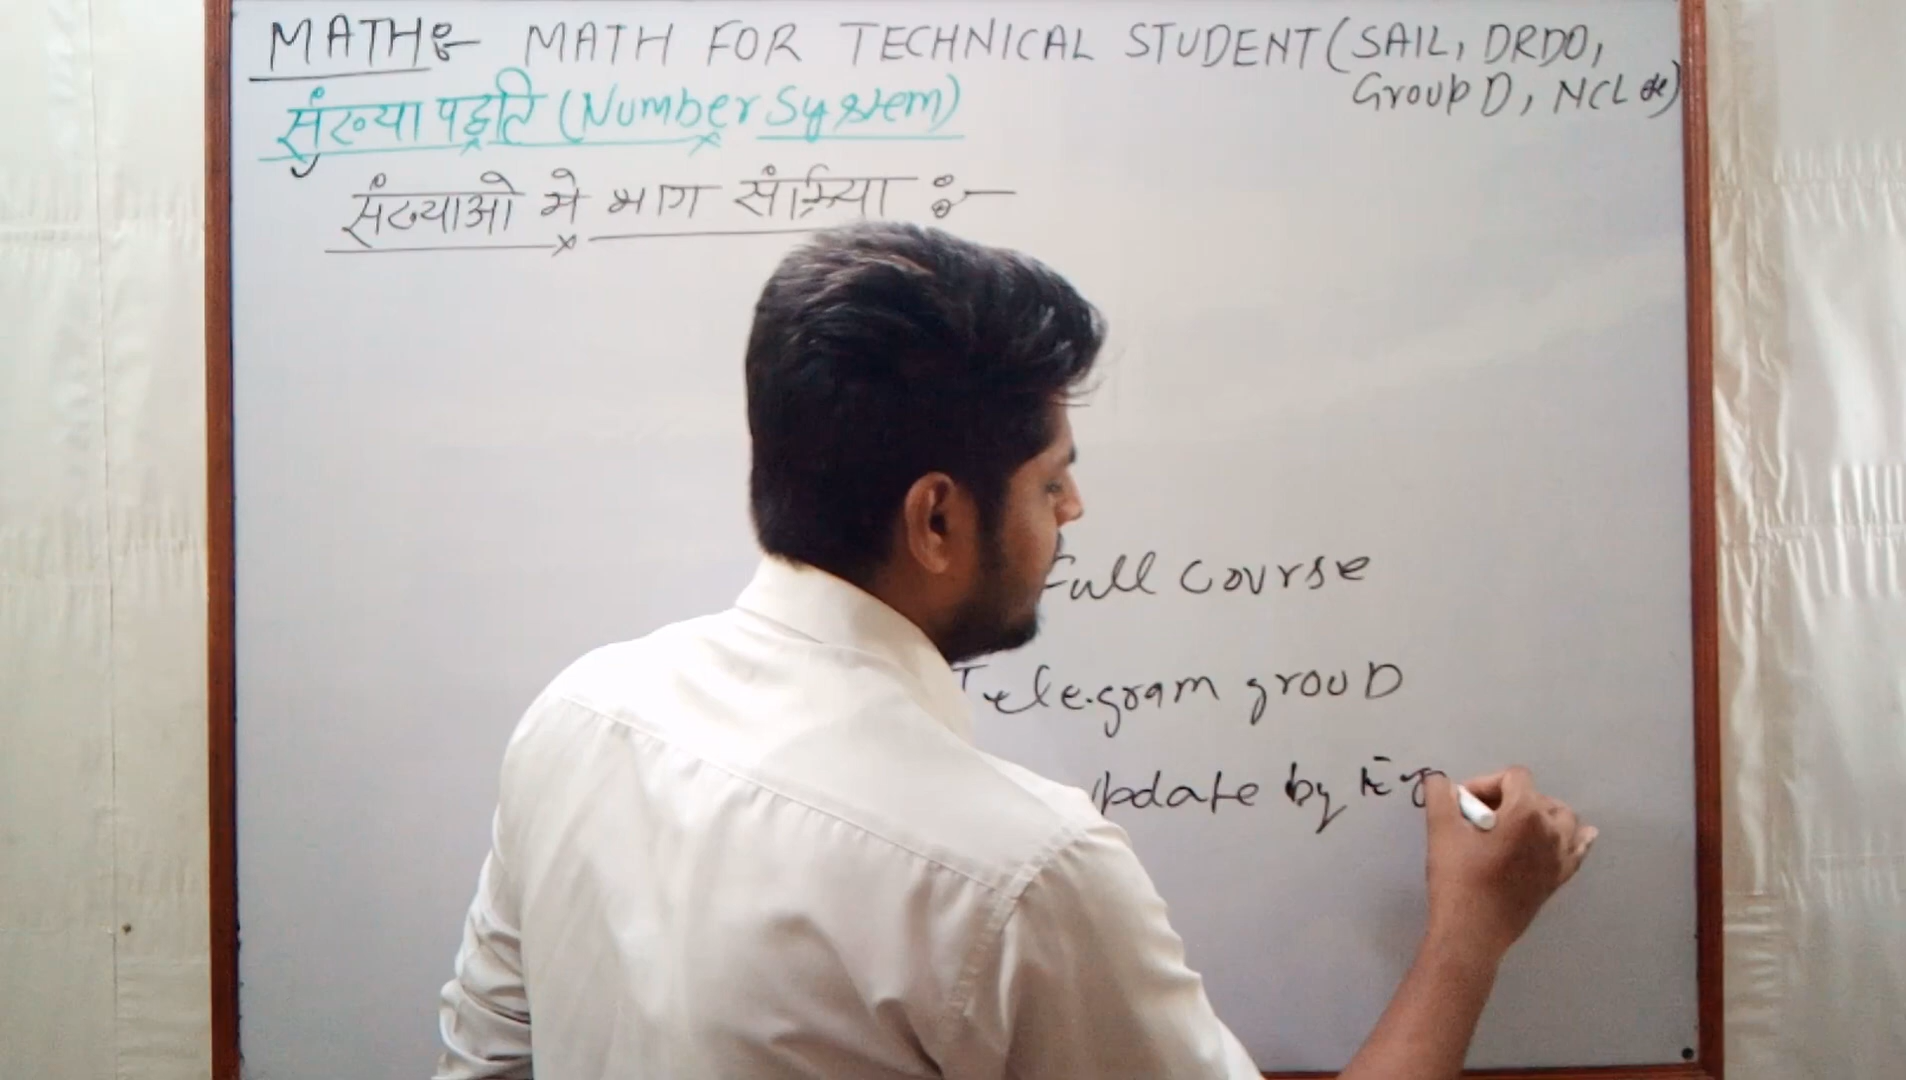 MATH:- MATH FOR TECHNICAL STUDENT (SAIL, DRDO,
Group D, NCL etc)
संख्या पद्धति (Number System)
संख्याओ मे भाग संक्रिया :-
Full course
Telegram group
Update by